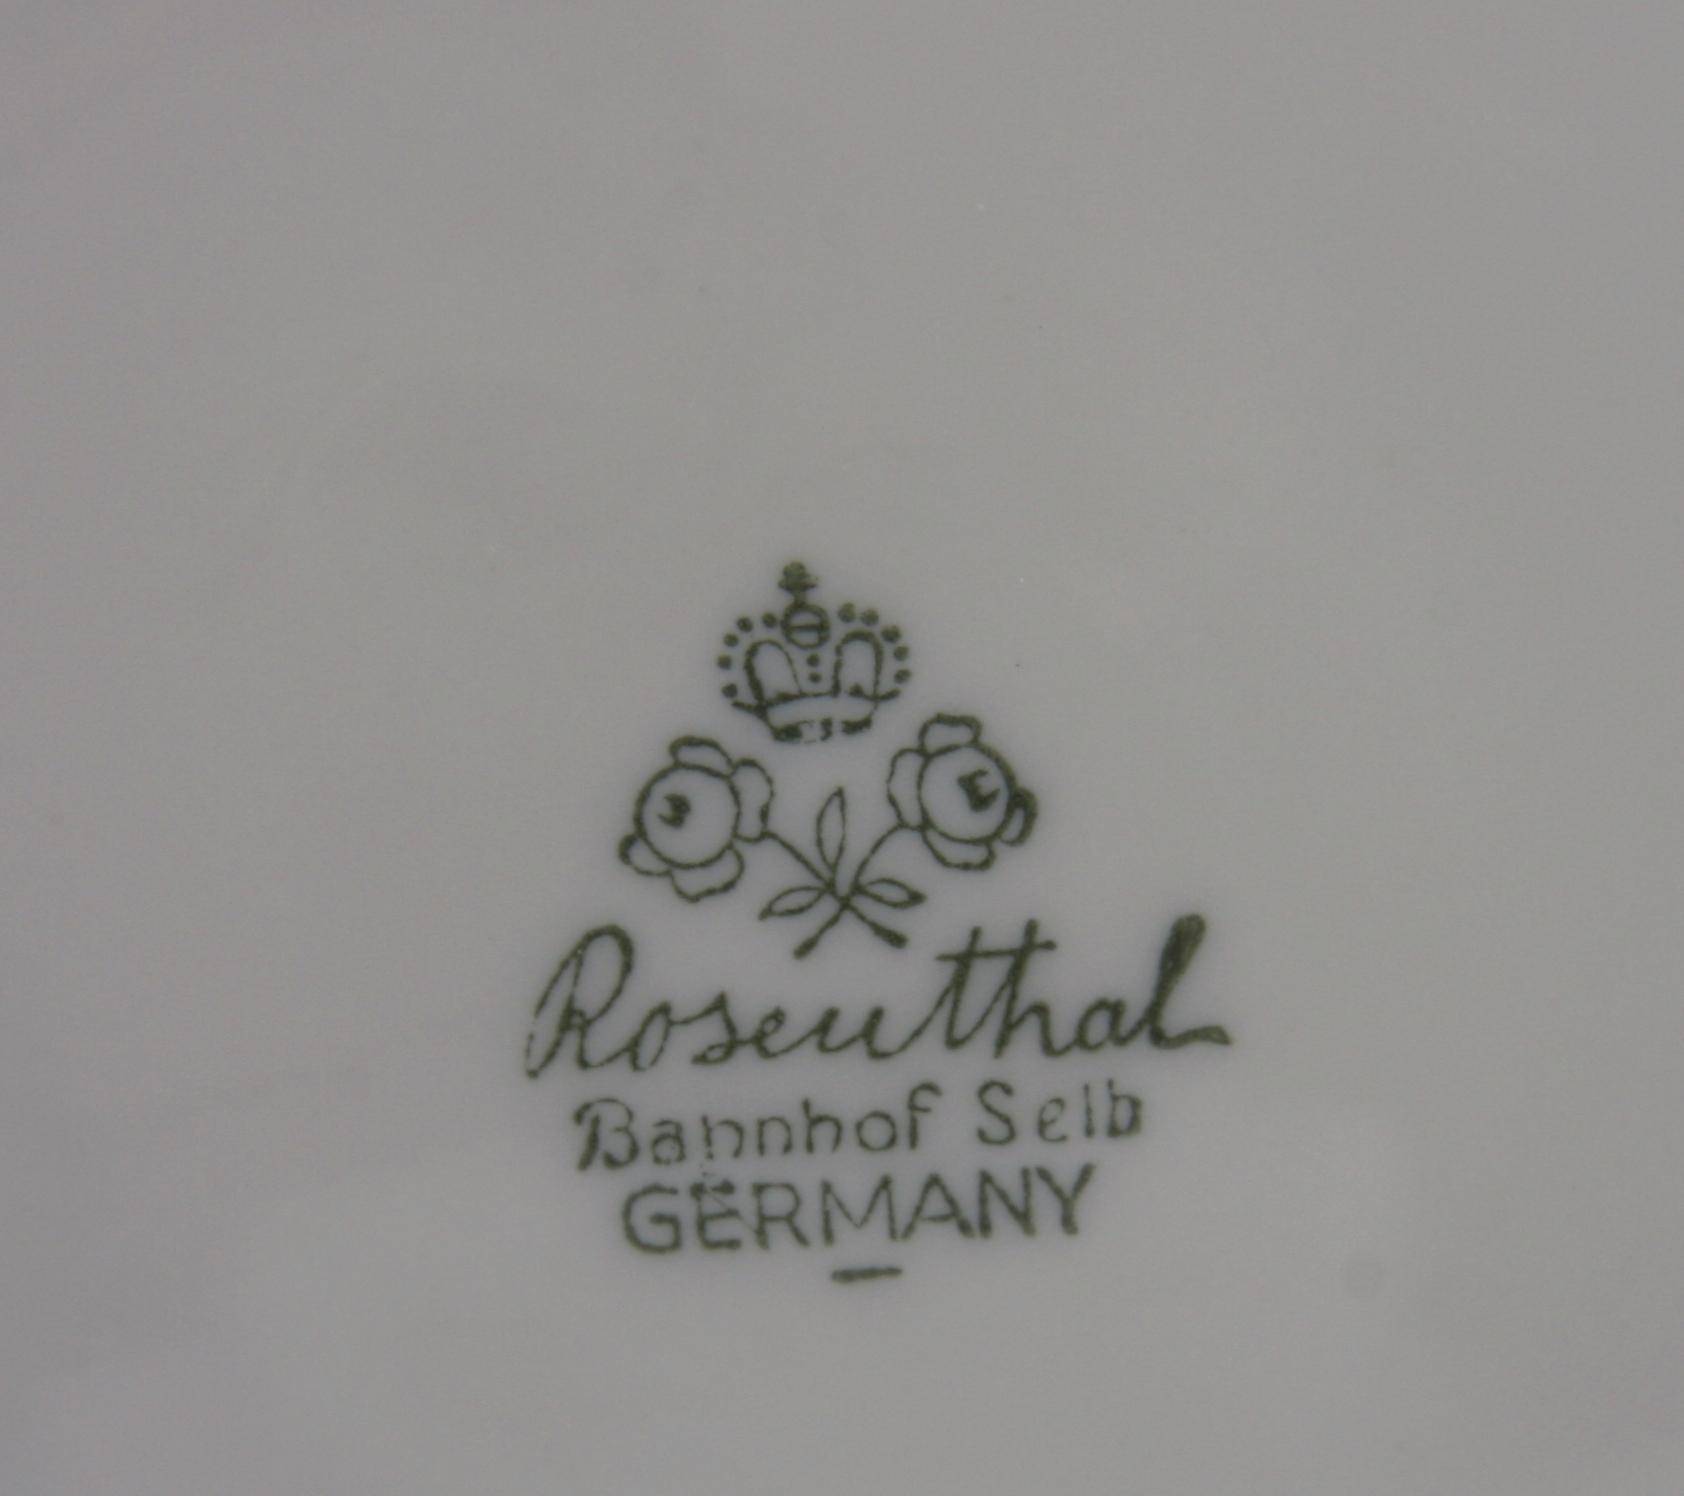 Rosenthal
Bahnhof Selb
GERMANY